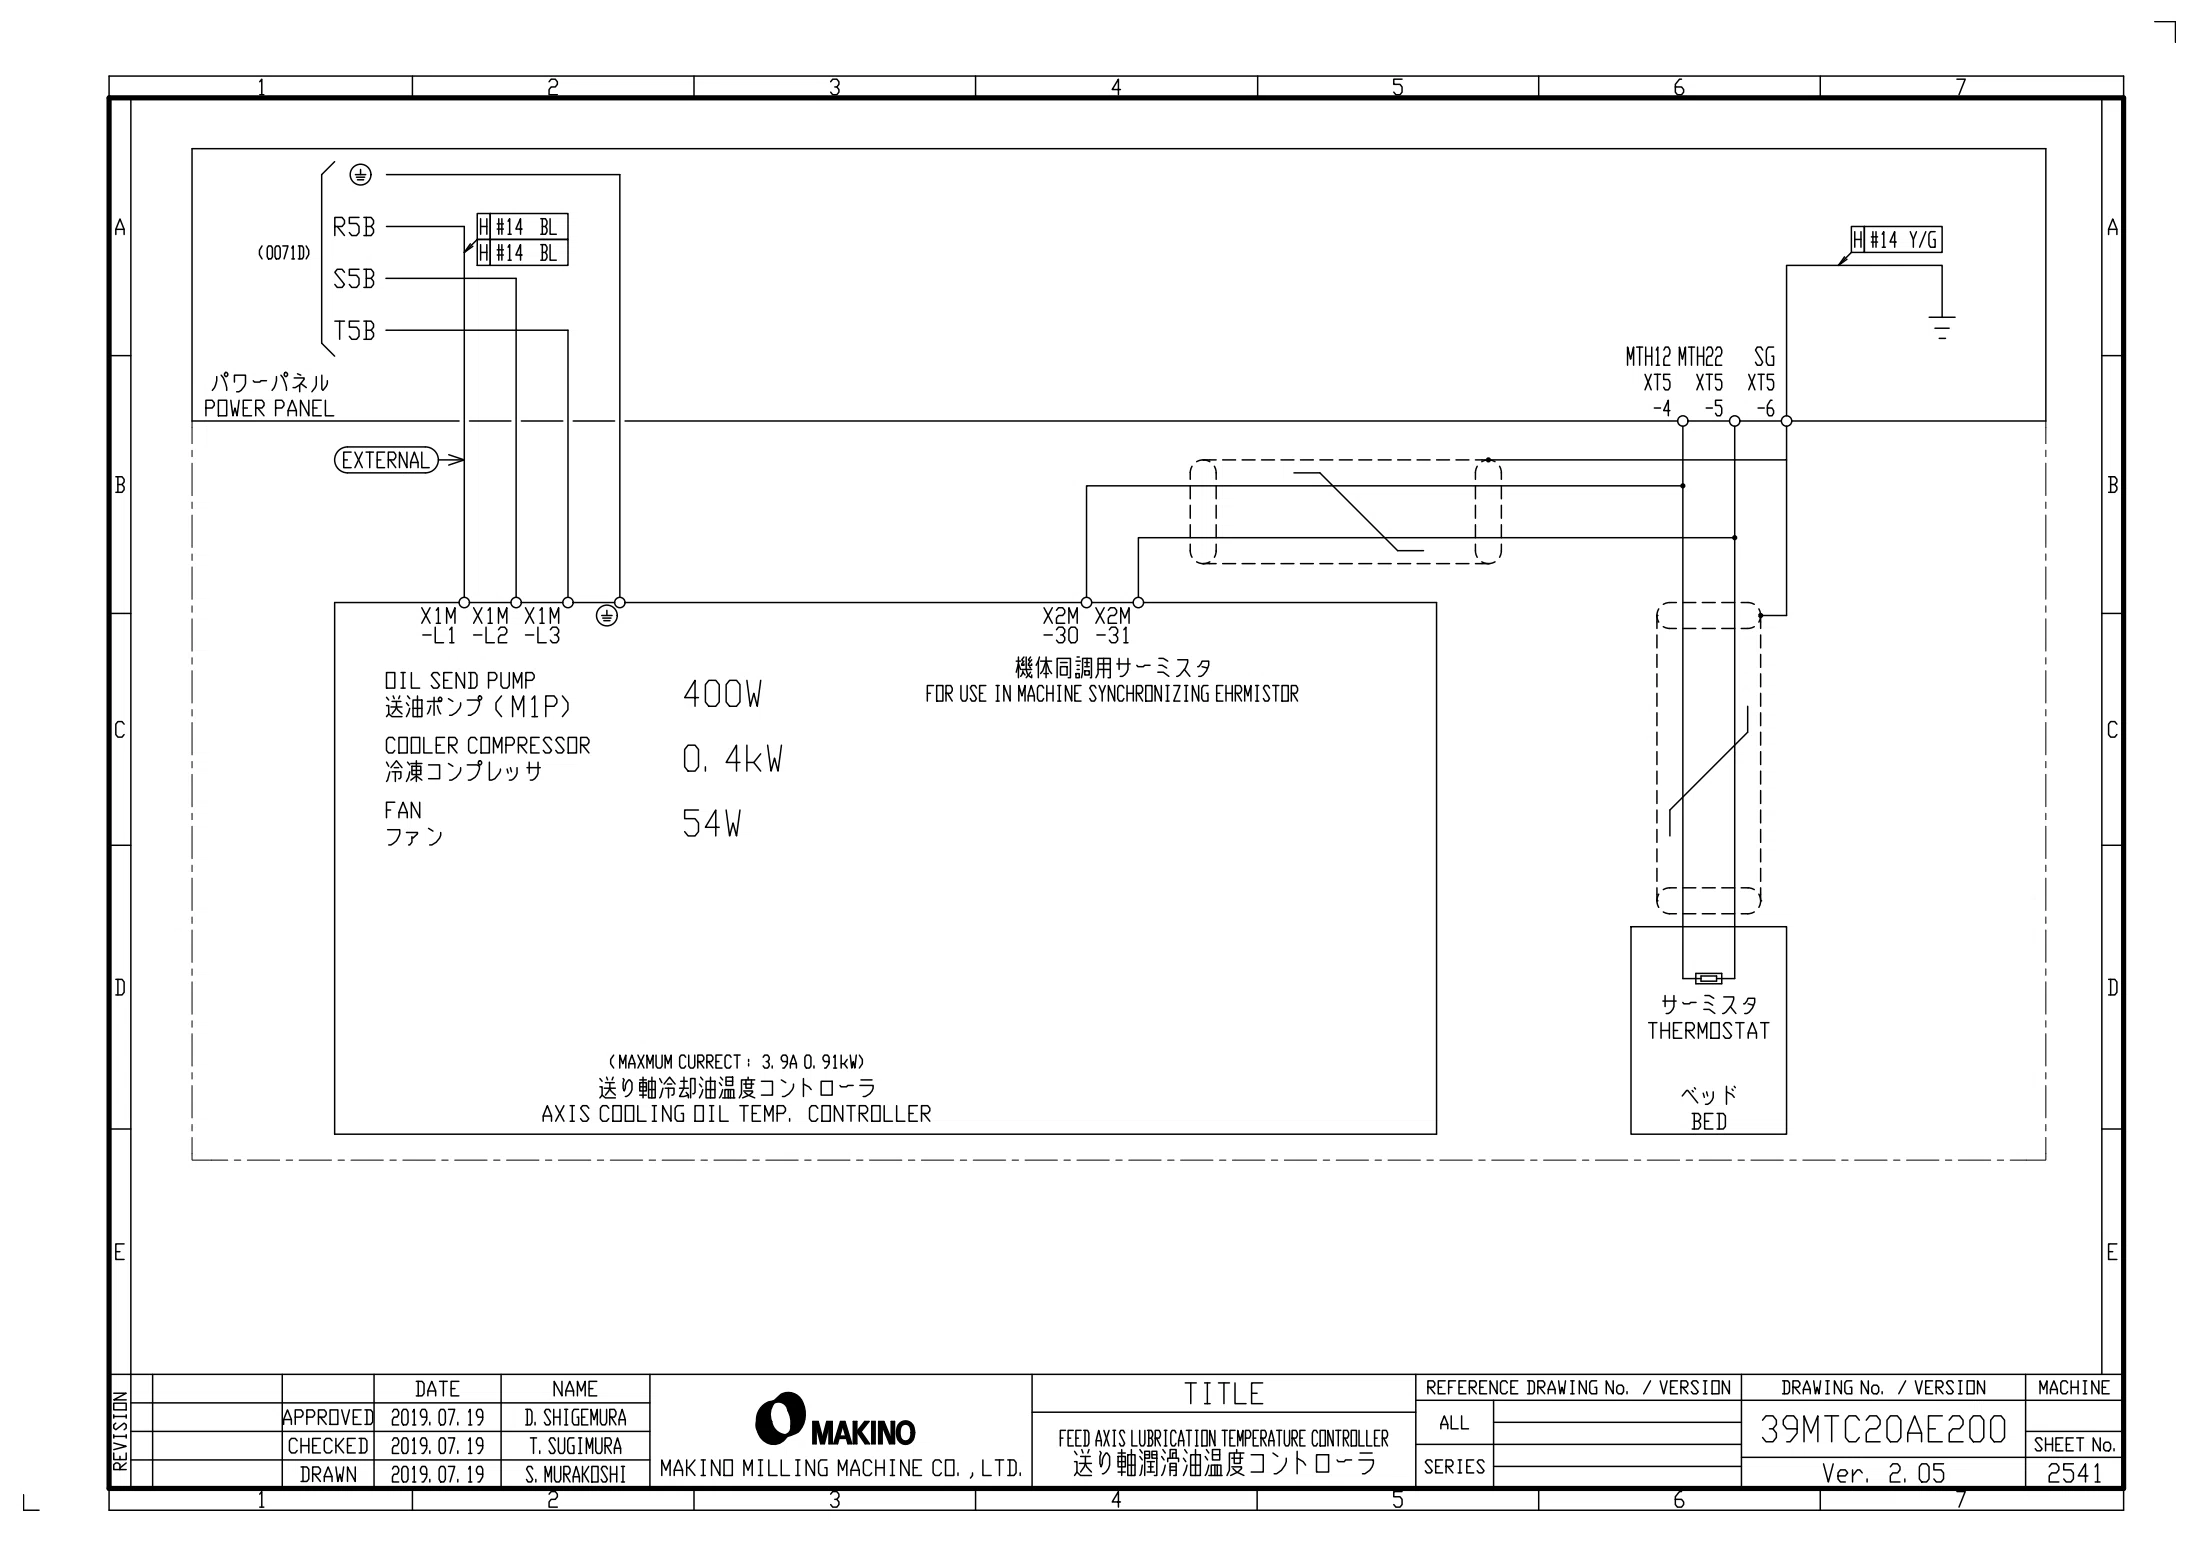 1 2 3 4 5 6 7
A A
R5B
H #14 BL
H #14 BL
(0071D)
S5B
T5B
H #14 Y/G
パワーパネル
POWER PANEL
MTH12 MTH22 SG
XT5 XT5 XT5
-4 -5 -6
EXTERNAL
B B
X1M X1M X1M
-L1 -L2 -L3
X2M X2M
-30 -31
OIL SEND PUMP
送油ポンプ(M1P)
400W
機体同調用サーミスタ
FOR USE IN MACHINE SYNCHRONIZING EHRMISTOR
C C
COOLER COMPRESSOR
冷凍コンプレッサ
0.4kW
FAN
ファン
54W
D D
サーミスタ
THERMOSTAT
ベッド
BED
(MAXMUM CURRECT: 3.9A 0.91kW)
送り軸冷却油温度コントローラ
AXIS COOLING OIL TEMP. CONTROLLER
E E
REVISION
DATE NAME
APPROVED 2019.07.19 D. SHIGEMURA
CHECKED 2019.07.19 T. SUGIMURA
DRAWN 2019.07.19 S. MURAKOSHI
MAKINO
MAKINO MILLING MACHINE CO.,LTD.
TITLE
FEED AXIS LUBRICATION TEMPERATURE CONTROLLER
送り軸潤滑油温度コントローラ
REFERENCE DRAWING No. / VERSION
ALL
SERIES
DRAWING No. / VERSION
39MTC20AE200
Ver. 2.05
MACHINE
SHEET No.
2541
1 2 3 4 5 6 7